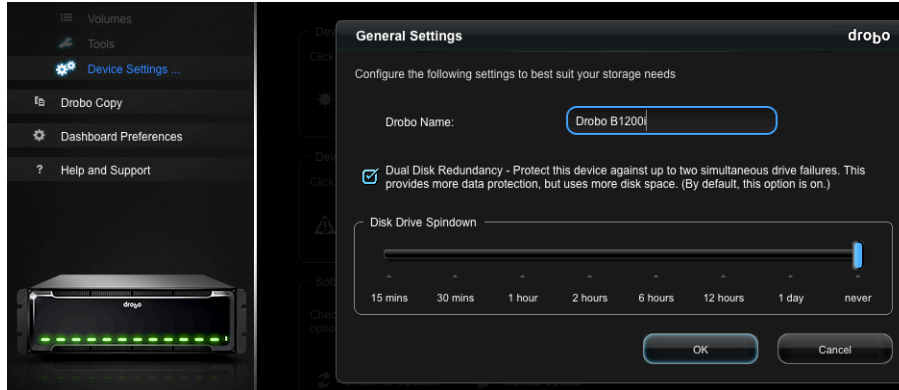 Volumes
Tools
Device Settings ...
Drobo Copy
Dashboard Preferences
Help and Support
drobo
General Settings
drobo
Configure the following settings to best suit your storage needs
Drobo Name:
Drobo B1200i
Dual Disk Redundancy - Protect this device against up to two simultaneous drive failures. This
provides more data protection, but uses more disk space. (By default, this option is on.)
Disk Drive Spindown
15 mins
30 mins
1 hour
2 hours
6 hours
12 hours
1 day
never
OK
Cancel
Click
Click